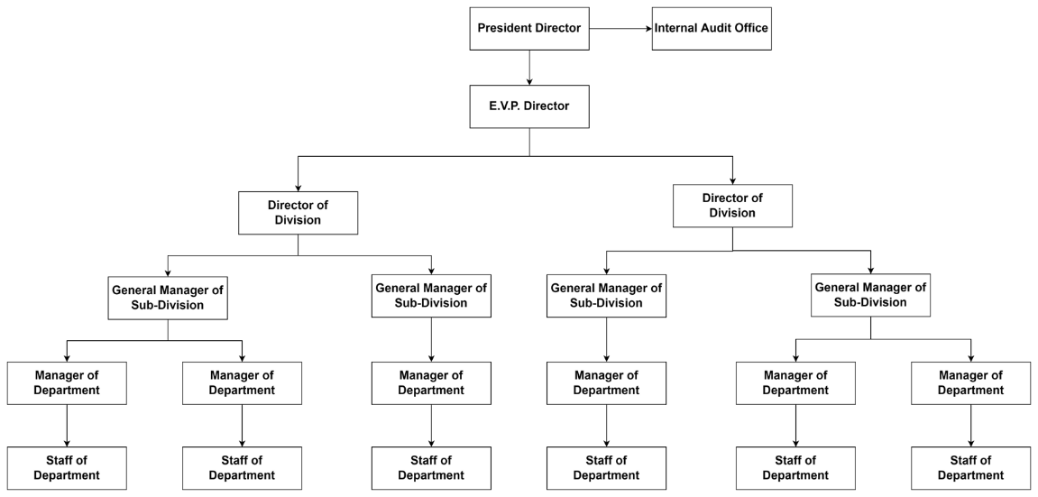 President Director
Internal Audit Office
E.V.P. Director
Director of
Division
Director of
Division
General Manager of
Sub-Division
General Manager of
Sub-Division
General Manager of
Sub-Division
General Manager of
Sub-Division
Manager of
Department
Manager of
Department
Manager of
Department
Manager of
Department
Manager of
Department
Manager of
Department
Staff of
Department
Staff of
Department
Staff of
Department
Staff of
Department
Staff of
Department
Staff of
Department